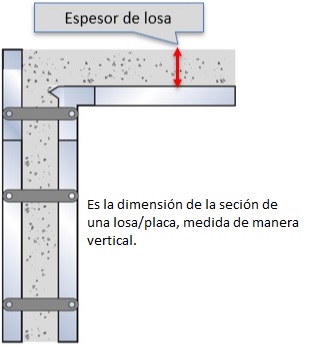 Espesor de losa
Es la dimensión de la seción de
una losa/placa, medida de manera
vertical.